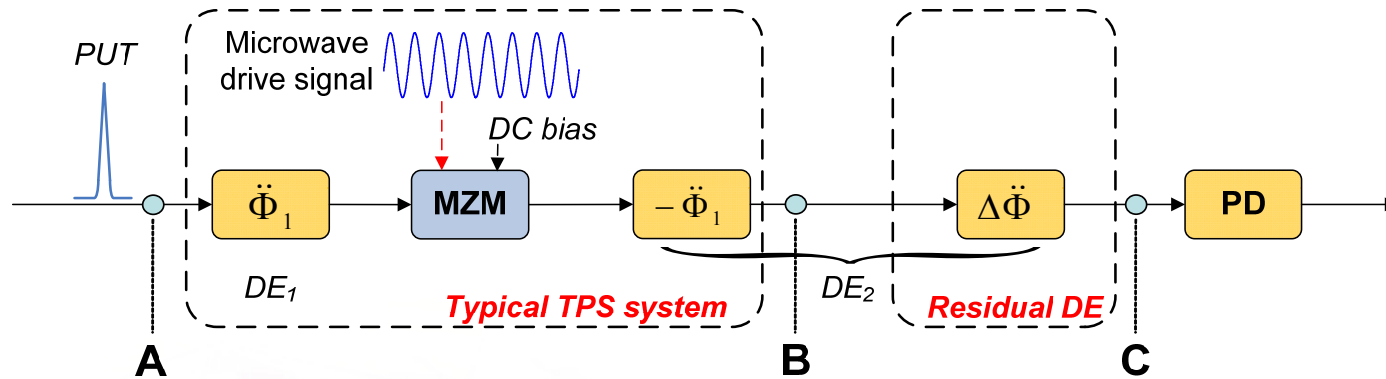 PUT
Microwave
drive signal
DC bias
Φ̈₁
MZM
−Φ̈₁
ΔΦ̈
PD
DE₁
DE₂
Typical TPS system
Residual DE
A
B
C